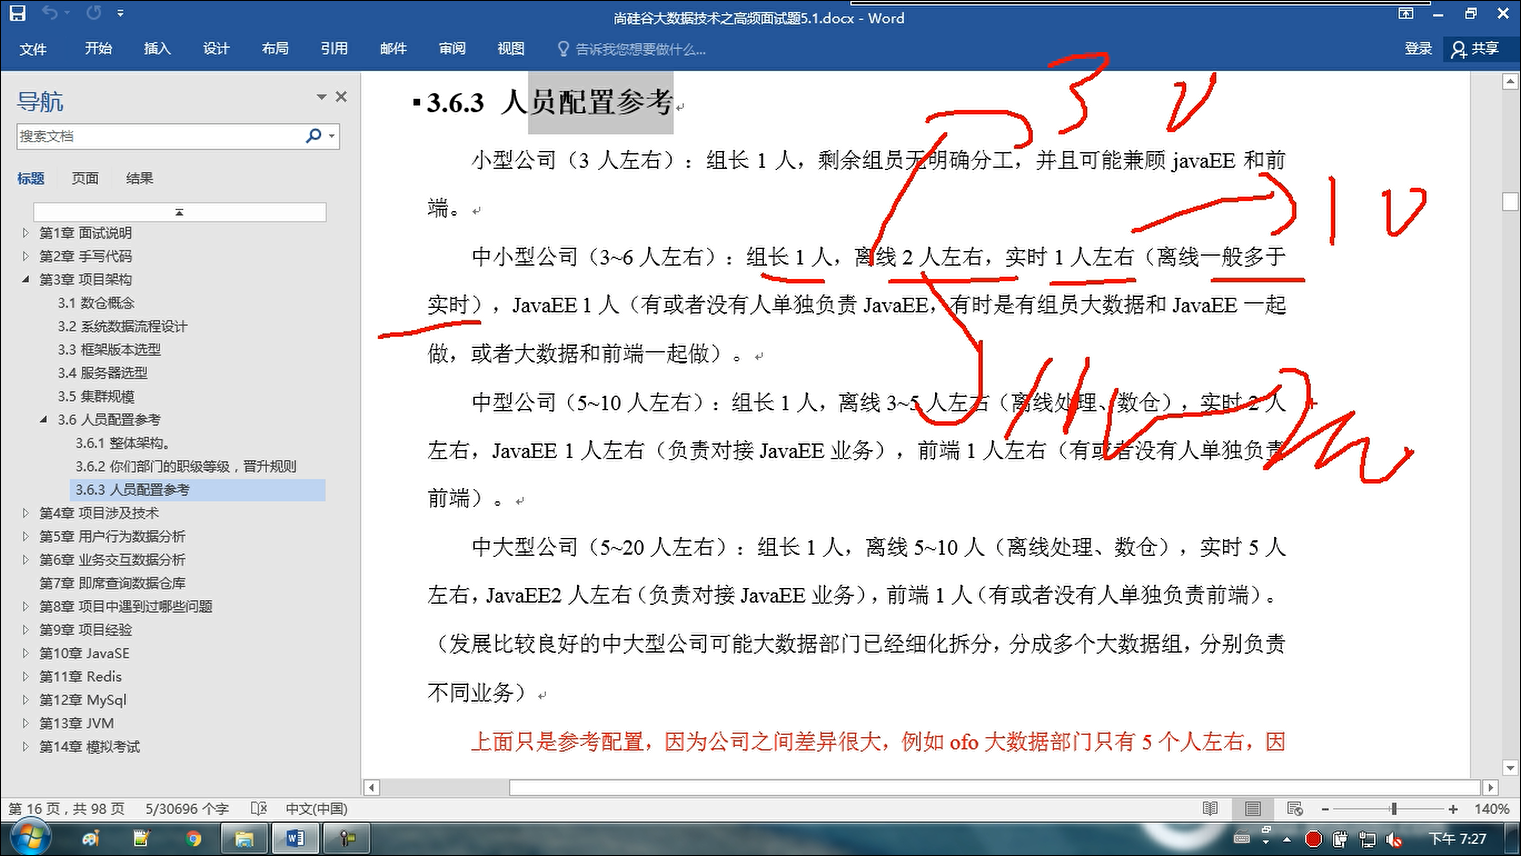 尚硅谷大数据技术之高频面试题5.1.docx - Word
文件 开始 插入 设计 布局 引用 邮件 审阅 视图 告诉我您想要做什么... 登录 共享
导航
搜索文档
标题 页面 结果
第1章 面试说明
第2章 手写代码
第3章 项目架构
3.1 数仓概念
3.2 系统数据流程设计
3.3 框架版本选型
3.4 服务器选型
3.5 集群规模
3.6 人员配置参考
3.6.1 整体架构。
3.6.2 你们部门的职级等级，晋升规则
3.6.3 人员配置参考
第4章 项目涉及技术
第5章 用户行为数据分析
第6章 业务交互数据分析
第7章 即席查询数据仓库
第8章 项目中遇到过哪些问题
第9章 项目经验
第10章 JavaSE
第11章 Redis
第12章 MySql
第13章 JVM
第14章 模拟考试
3.6.3 人员配置参考
小型公司（3 人左右）：组长 1 人，剩余组员无明确分工，并且可能兼顾 javaEE 和前
端。
中小型公司（3~6 人左右）：组长 1 人，离线 2 人左右，实时 1 人左右（离线一般多于
实时），JavaEE 1 人（有或者没有人单独负责 JavaEE，有时是有组员大数据和 JavaEE 一起
做，或者大数据和前端一起做）。
中型公司（5~10 人左右）：组长 1 人，离线 3~5 人左右（离线处理、数仓），实时 2 人
左右，JavaEE 1 人左右（负责对接 JavaEE 业务），前端 1 人左右（有或者没有人单独负责
前端）。
中大型公司（5~20 人左右）：组长 1 人，离线 5~10 人（离线处理、数仓），实时 5 人
左右，JavaEE2 人左右（负责对接 JavaEE 业务），前端 1 人（有或者没有人单独负责前端）。
（发展比较良好的中大型公司可能大数据部门已经细化拆分，分成多个大数据组，分别负责
不同业务）
上面只是参考配置，因为公司之间差异很大，例如 ofo 大数据部门只有 5 个人左右，因
第 16 页，共 98 页 5/30696 个字 中文(中国) 140%
下午 7:27